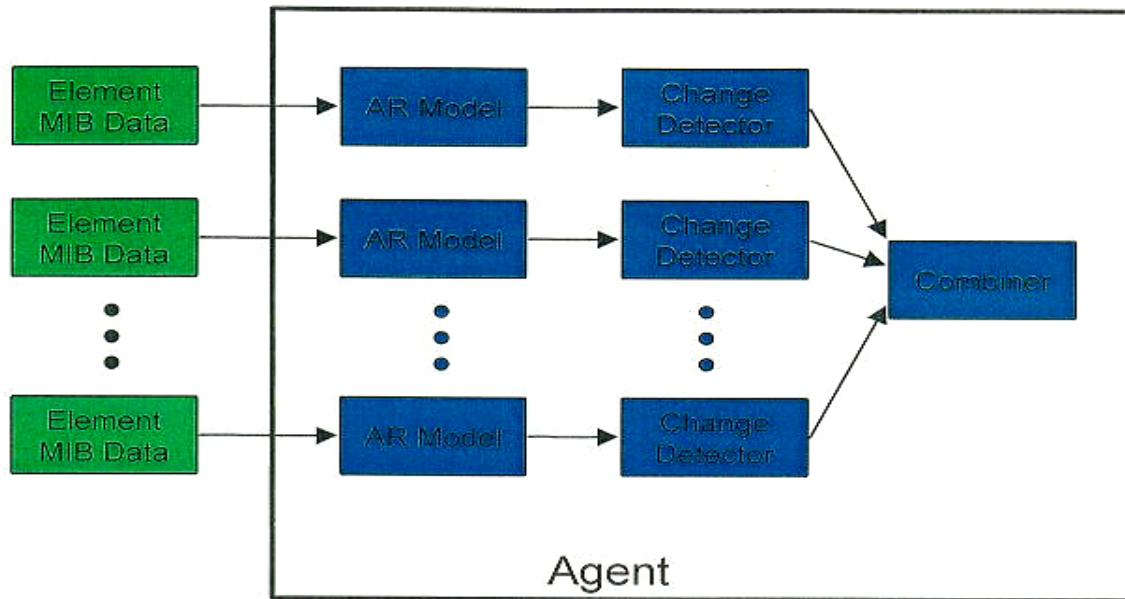 Element
MIB Data
AR Model
Change
Detector
Element
MIB Data
AR Model
Change
Detector
Combiner
Element
MIB Data
AR Model
Change
Detector
Agent